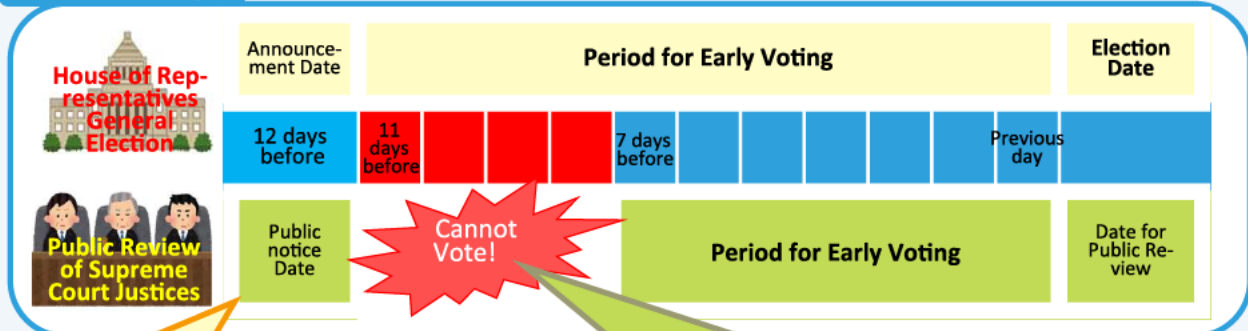 House of Rep-
resentatives
General
Election
Announce-
ment Date
Period for Early Voting
Election
Date
12 days
before
11
days
before
7 days
before
Previous
day
Public Review
of Supreme
Court Justices
Public
notice
Date
Cannot
Vote!
Period for Early Voting
Date for
Public Re-
view